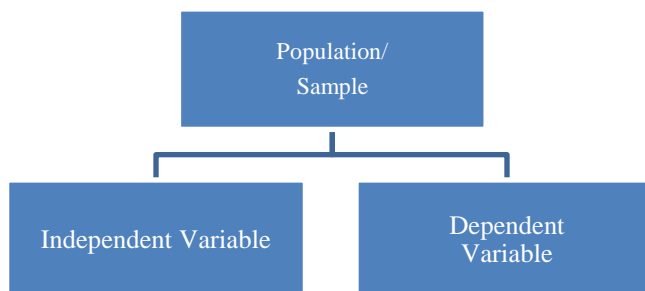 Population/
Sample
Independent Variable
Dependent
Variable